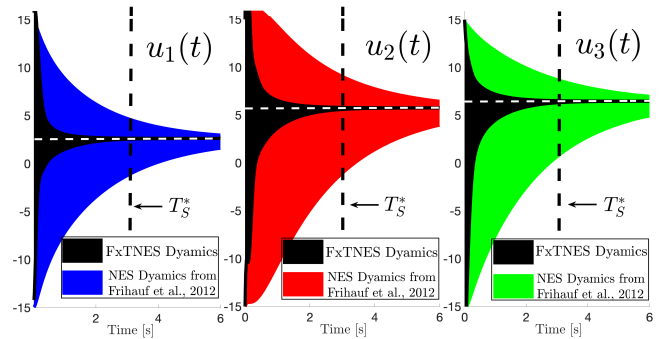 u₁(t)
15
10
5
0
-5
-10
-15
T*_S
FxTNES Dyamics
NES Dyamics from
Frihauf et al., 2012
2 4 6
Time [s]
u₂(t)
15
10
5
0
-5
-10
-15
T*_S
FxTNES Dyamics
NES Dyamics from
Frihauf et al., 2012
0 2 4 6
Time [s]
u₃(t)
15
10
5
0
-5
-10
-15
T*_S
FxTNES Dyamics
NES Dyamics from
Frihauf et al., 2012
0 2 4 6
Time [s]